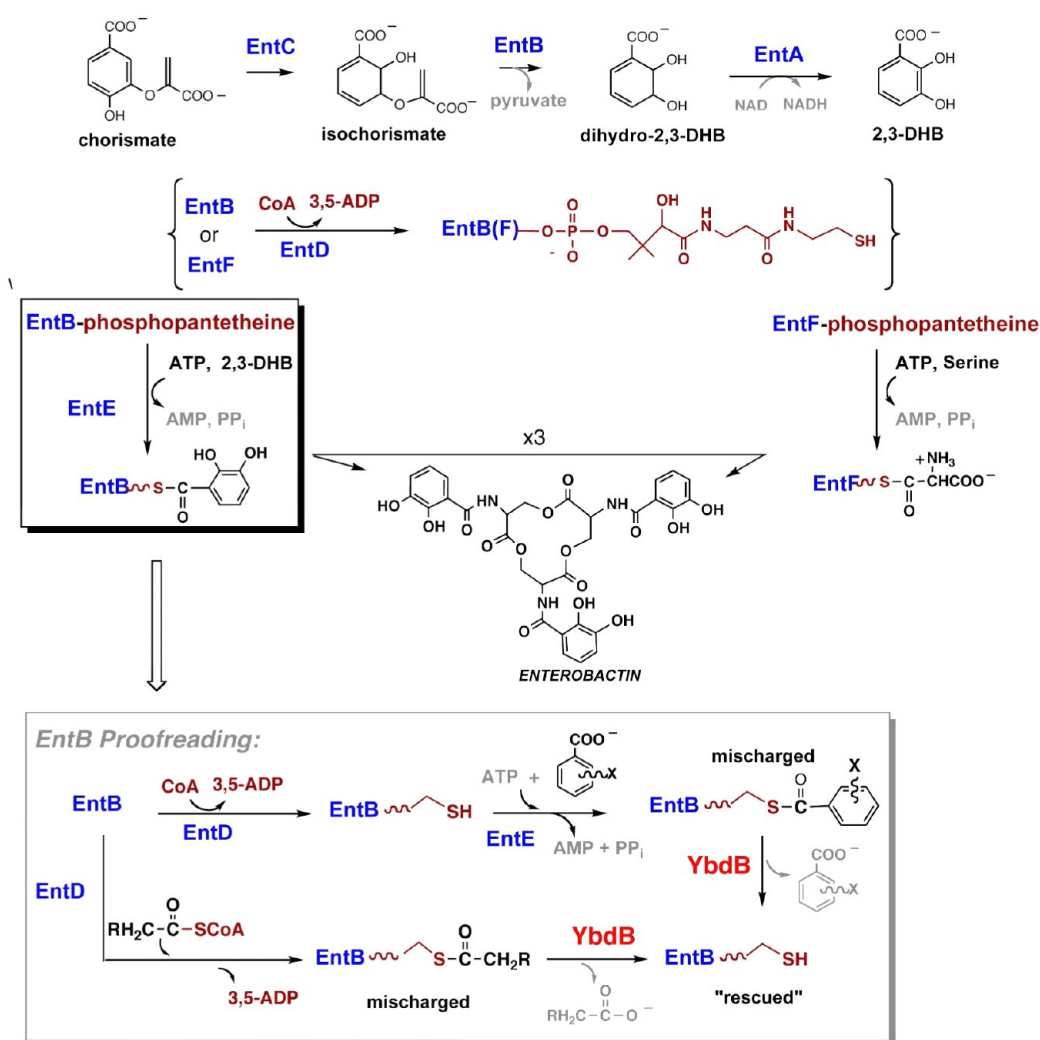 COO⁻
OH
O
COO⁻
chorismate
EntC
COO⁻
OH
O
COO⁻
isochorismate
EntB
pyruvate
COO⁻
OH
OH
dihydro-2,3-DHB
EntA
NAD NADH
COO⁻
OH
OH
2,3-DHB
EntB
or
EntF
CoA 3,5-ADP
EntD
EntB(F)
O
P
O
O
-
O
OH
O
H
N
O
H
N
SH
EntB-phosphopantetheine
ATP, 2,3-DHB
EntE
AMP, PPi
EntB S C
O
HO OH
x3
EntF-phosphopantetheine
ATP, Serine
AMP, PPi
+ NH₃
EntF S C CHCOO⁻
O
HO
OH
O
NH
O
O
NH
O
OH
OH
O
O
O
O
NH
O
OH
OH
ENTEROBACTIN
EntB Proofreading:
EntB
CoA 3,5-ADP
EntD
EntB SH
ATP +
COO⁻
X
EntE
AMP + PPi
mischarged
EntB S C
O
X
YbdB
COO⁻
X
EntD
O
RH₂C C SCoA
3,5-ADP
EntB S C CH₂R
O
mischarged
YbdB
O
RH₂C C O⁻
EntB SH
"rescued"